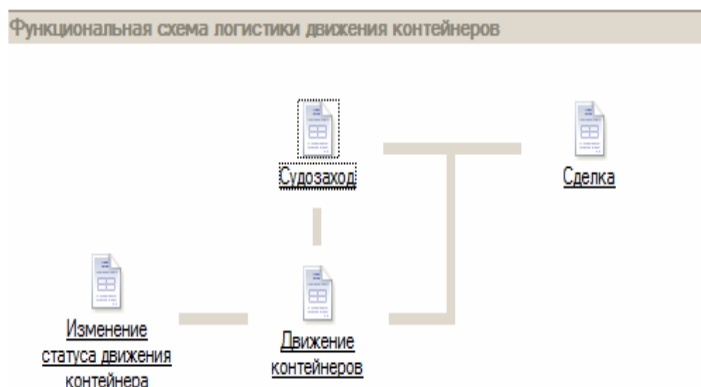 Функциональная схема логистики движения контейнеров
Судозаход
Сделка
Изменение
статуса движения
контейнера
Движение
контейнеров